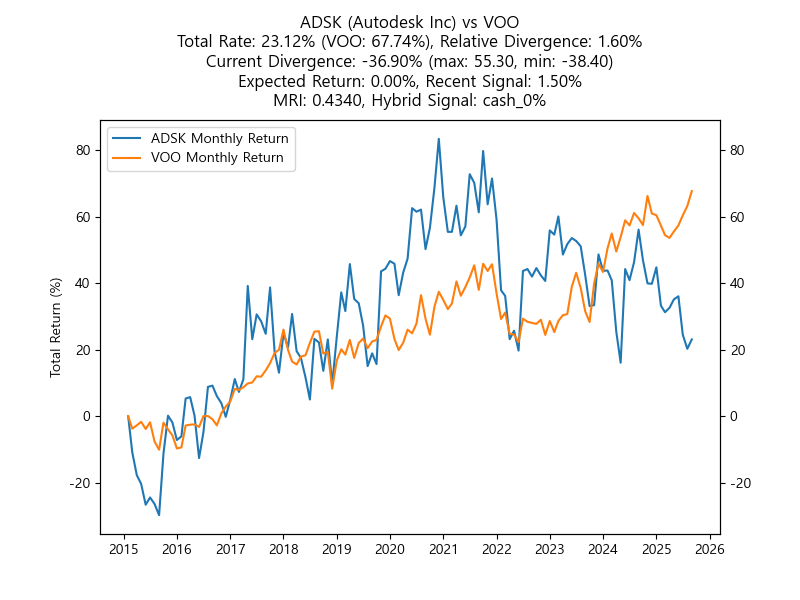 ADSK (Autodesk Inc) vs VOO
Total Rate: 23.12% (VOO: 67.74%), Relative Divergence: 1.60%
Current Divergence: -36.90% (max: 55.30, min: -38.40)
Expected Return: 0.00%, Recent Signal: 1.50%
MRI: 0.4340, Hybrid Signal: cash_0%
ADSK Monthly Return
VOO Monthly Return
Total Return (%)
80
60
40
20
0
-20
80
60
40
20
0
-20
2015 2016 2017 2018 2019 2020 2021 2022 2023 2024 2025 2026